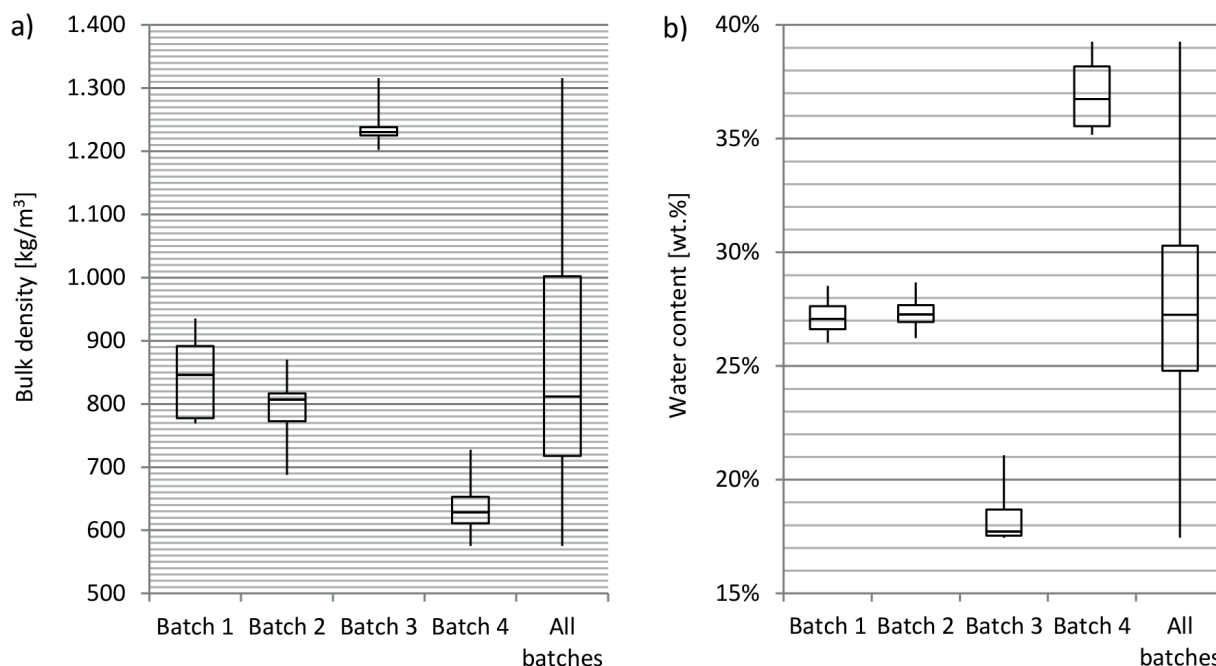 a)
Bulk density [kg/m³]
1.400
1.300
1.200
1.100
1.000
900
800
700
600
500
Batch 1 Batch 2 Batch 3 Batch 4 All
batches
b)
Water content [wt.%]
40%
35%
30%
25%
20%
15%
Batch 1 Batch 2 Batch 3 Batch 4 All
batches